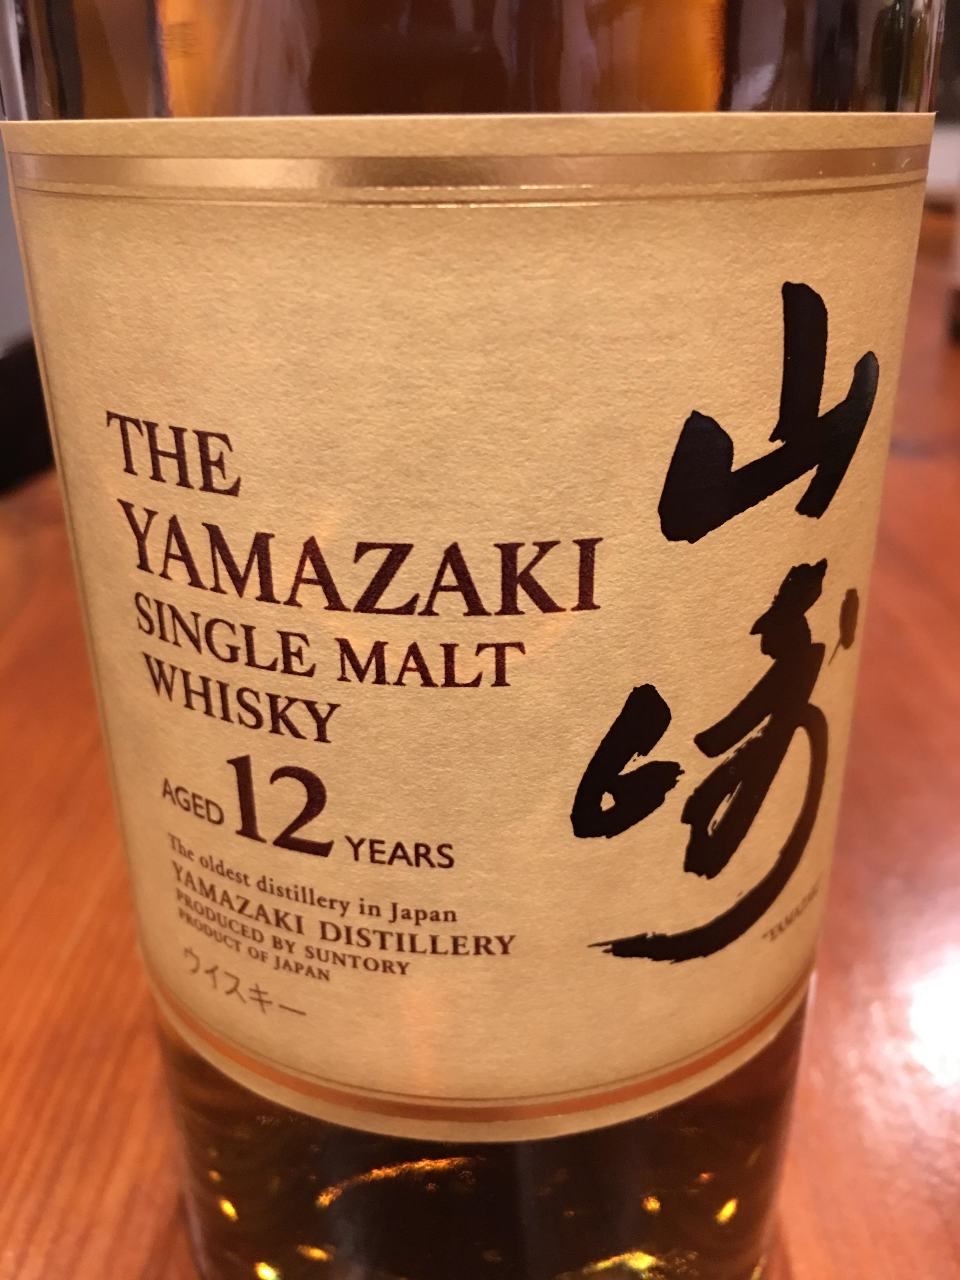 THE
YAMAZAKI
SINGLE MALT
WHISKY
AGED 12 YEARS
The oldest distillery in Japan
YAMAZAKI DISTILLERY
PRODUCED BY SUNTORY
PRODUCT OF JAPAN
ウイスキー
山崎
"YAMAZAKI"